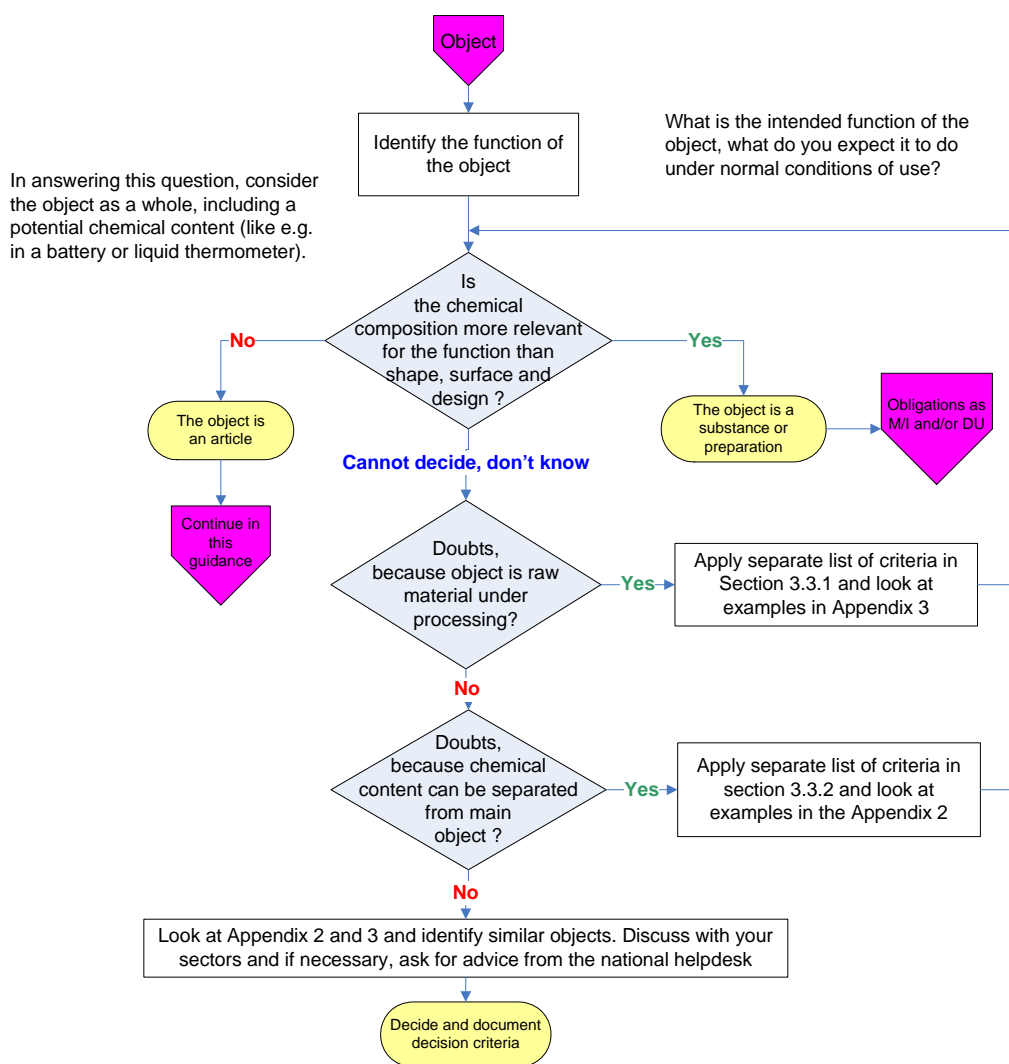 Object
Identify the function of
the object
What is the intended function of the
object, what do you expect it to do
under normal conditions of use?
In answering this question, consider
the object as a whole, including a
potential chemical content (like e.g.
in a battery or liquid thermometer).
Is
the chemical
composition more relevant
for the function than
shape, surface and
design ?
No
Yes
The object is
an article
The object is a
substance or
preparation
Obligations as
M/I and/or DU
Cannot decide, don't know
Continue in
this
guidance
Doubts,
because object is raw
material under
processing?
Yes
Apply separate list of criteria in
Section 3.3.1 and look at
examples in Appendix 3
No
Doubts,
because chemical
content can be separated
from main
object ?
Yes
Apply separate list of criteria in
section 3.3.2 and look at
examples in the Appendix 2
No
Look at Appendix 2 and 3 and identify similar objects. Discuss with your
sectors and if necessary, ask for advice from the national helpdesk
Decide and document
decision criteria